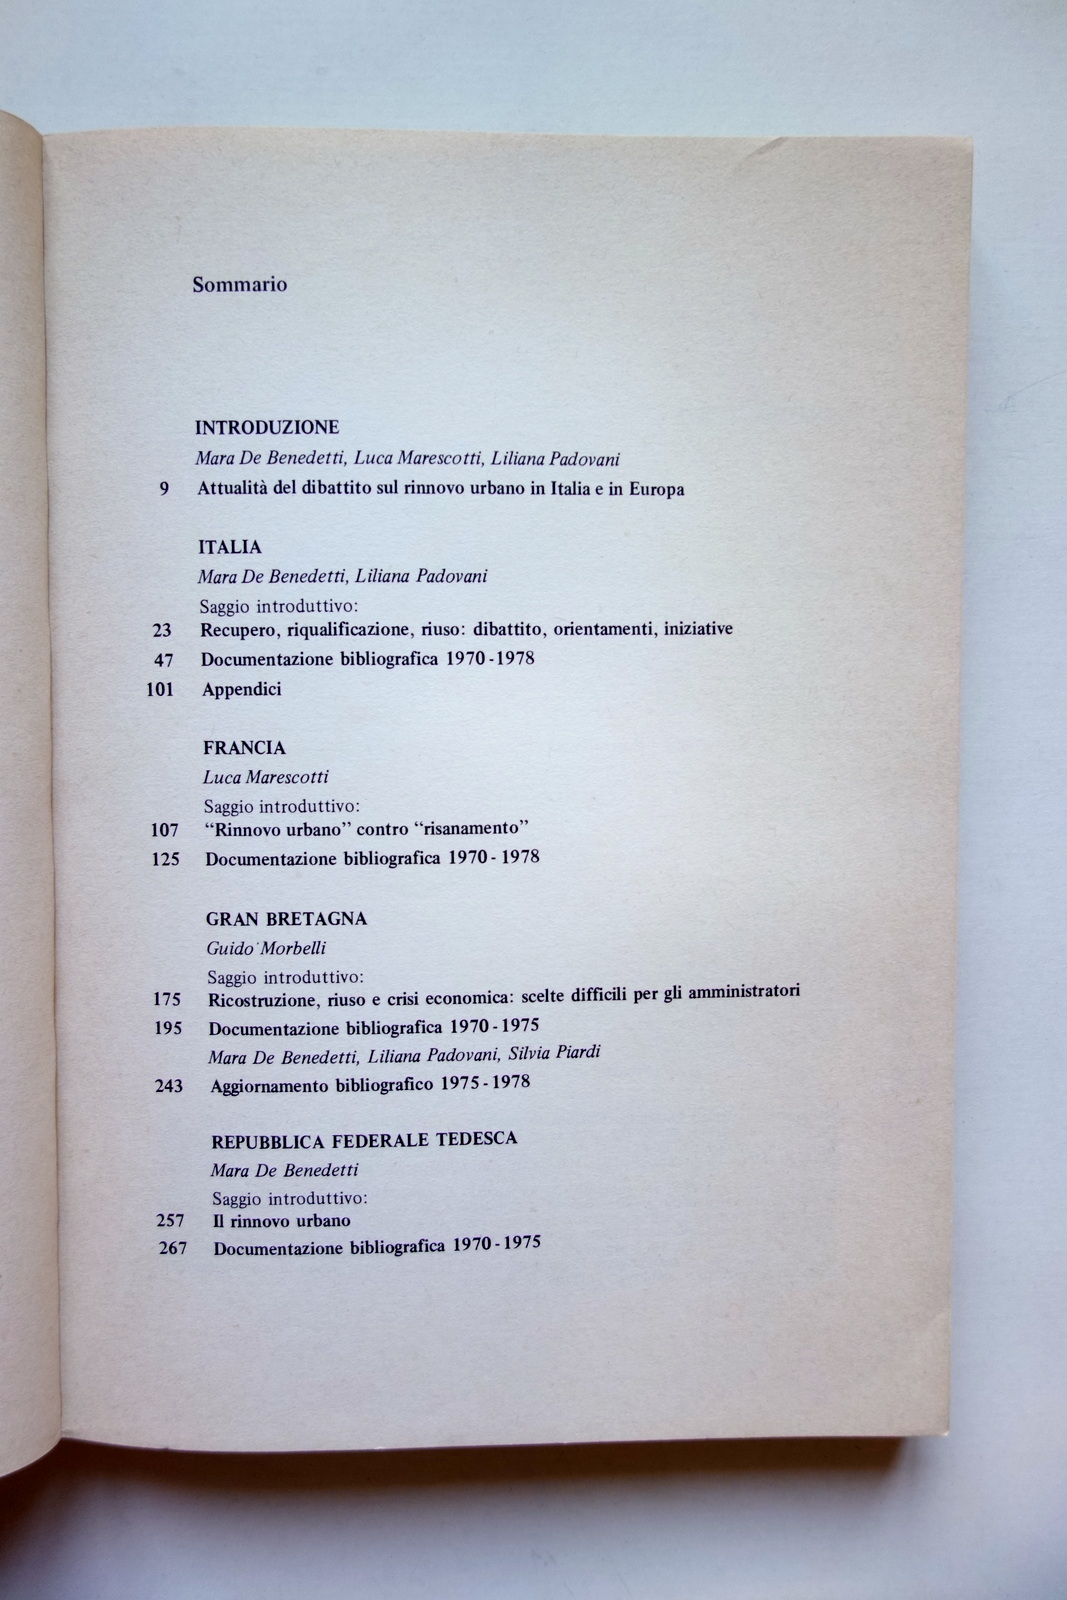 Sommario
INTRODUZIONE
Mara De Benedetti, Luca Marescotti, Liliana Padovani
9 Attualità del dibattito sul rinnovo urbano in Italia e in Europa
ITALIA
Mara De Benedetti, Liliana Padovani
Saggio introduttivo:
23 Recupero, riqualificazione, riuso: dibattito, orientamenti, iniziative
47 Documentazione bibliografica 1970-1978
101 Appendici
FRANCIA
Luca Marescotti
Saggio introduttivo:
107 “Rinnovo urbano” contro “risanamento”
125 Documentazione bibliografica 1970-1978
GRAN BRETAGNA
Guido Morbelli
Saggio introduttivo:
175 Ricostruzione, riuso e crisi economica: scelte difficili per gli amministratori
195 Documentazione bibliografica 1970-1975
Mara De Benedetti, Liliana Padovani, Silvia Piardi
243 Aggiornamento bibliografico 1975-1978
REPUBBLICA FEDERALE TEDESCA
Mara De Benedetti
Saggio introduttivo:
257 Il rinnovo urbano
267 Documentazione bibliografica 1970-1975